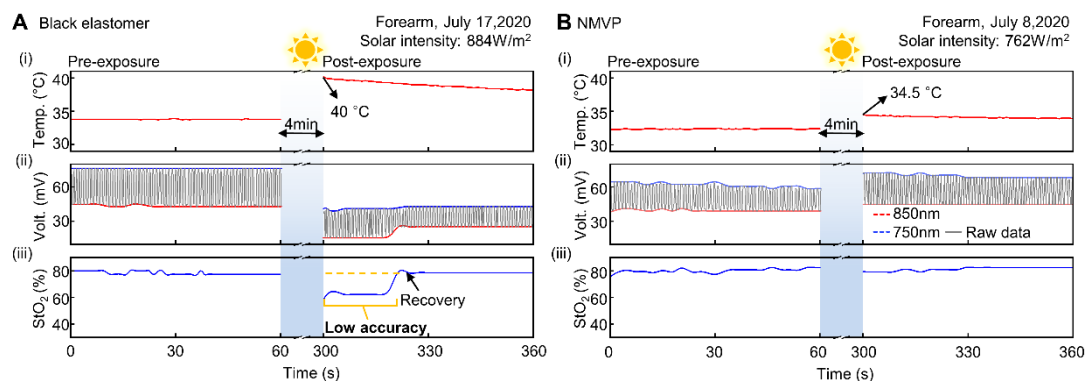 A Black elastomer
Forearm, July 17,2020
Solar intensity: 884W/m²
(i)
Pre-exposure
Post-exposure
Temp. (°C)
40
35
30
40 °C
4min
(ii)
Volt. (mV)
60
30
(iii)
StO₂ (%)
80
60
40
Recovery
Low accuracy
0 30 60 300 330 360
Time (s)
B NMVP
Forearm, July 8,2020
Solar intensity: 762W/m²
(i)
Pre-exposure
Post-exposure
Temp. (°C)
40
35
30
34.5 °C
4min
(ii)
Volt. (mV)
60
30
850nm
750nm Raw data
(iii)
StO₂ (%)
80
60
40
0 30 60 300 330 360
Time (s)